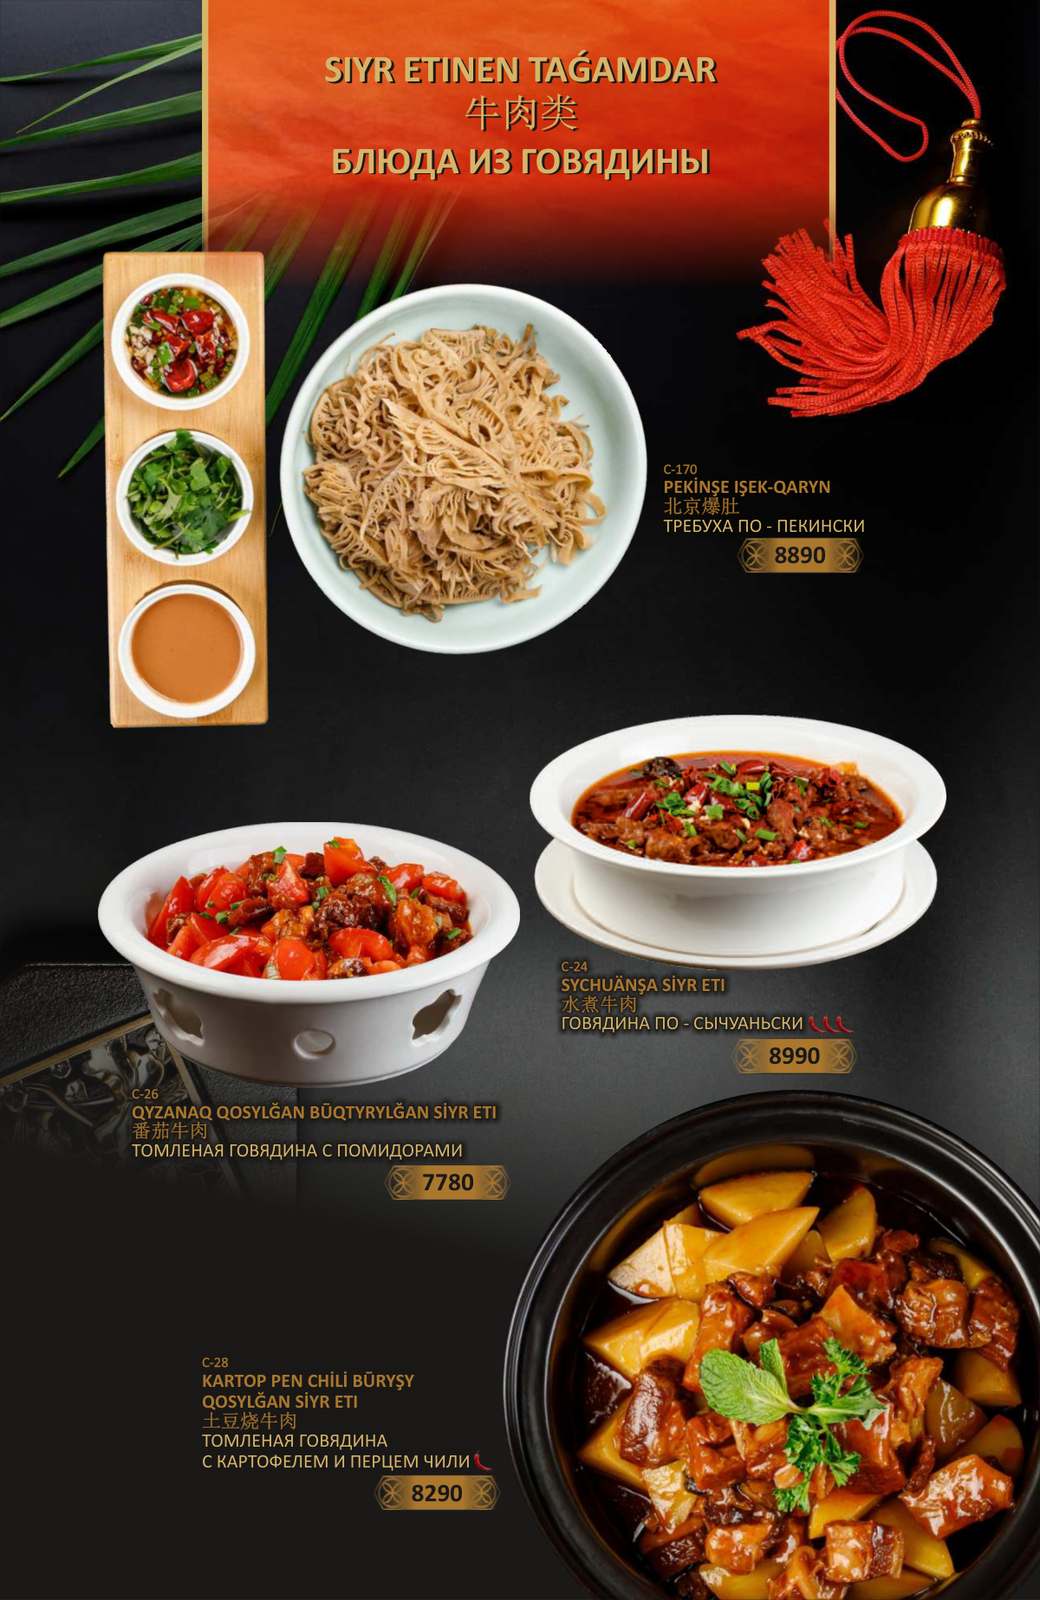 SIYR ETINEN TAǴAMDAR
牛肉类
БЛЮДА ИЗ ГОВЯДИНЫ
C-170
PEKİNŞE IŞEK-QARYN
北京爆肚
ТРЕБУХА ПО - ПЕКИНСКИ
8890
C-24
SYCHUÄNŞA SİYR ETI
水煮牛肉
ГОВЯДИНА ПО - СЫЧУАНЬСКИ
8990
C-26
QYZANAQ QOSYLĞAN BŪQTYRYLĞAN SİYR ETI
番茄牛肉
ТОМЛЕНАЯ ГОВЯДИНА С ПОМИДОРАМИ
7780
C-28
KARTOP PEN CHİLİ BŪRYŞY
QOSYLĞAN SİYR ETI
土豆烧牛肉
ТОМЛЕНАЯ ГОВЯДИНА
С КАРТОФЕЛЕМ И ПЕРЦЕМ ЧИЛИ
8290